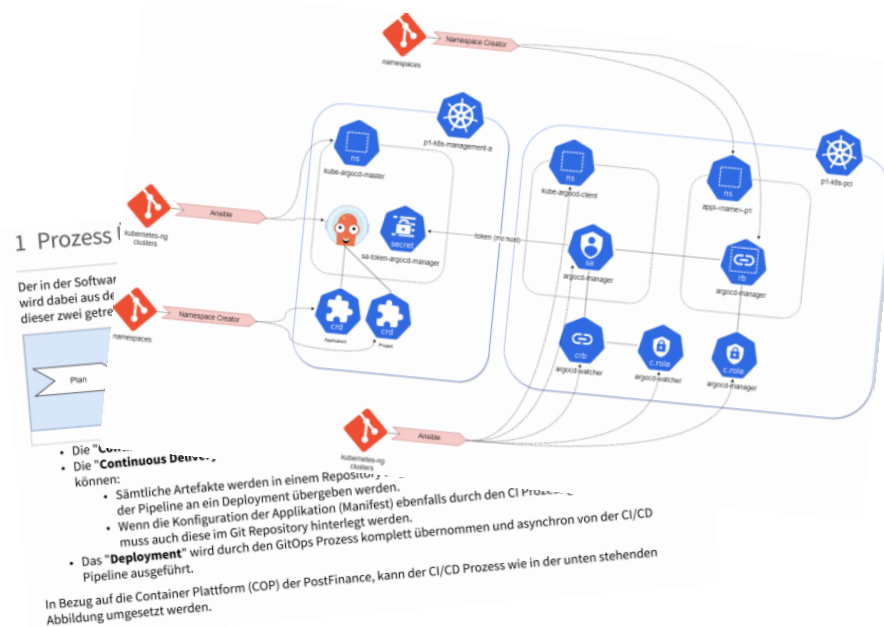 namespaces
Namespace Creator
p1-k8s-management-a
p1-k8s-pci
ns
kube-argocd-master
ns
kube-argocd-client
ns
appl-<name>-p1
kubernetes-ng
clusters
Ansible
secret
sa-token-argocd-manager
token (manual)
sa
argocd-manager
rb
argocd-manager
namespaces
Namespace Creator
crd
Application
crd
Project
crb
argocd-watcher
c.role
argocd-watcher
c.role
argocd-manager
kubernetes-ng
clusters
Ansible
1 Prozess
Der in der Softwar
wird dabei aus de
dieser zwei getre
Plan
• Die "
• Die "Continuous Delivery
können:
• Sämtliche Artefakte werden in einem Repository
der Pipeline an ein Deployment übergeben werden.
• Wenn die Konfiguration der Applikation (Manifest) ebenfalls durch den CI Prozess
muss auch diese im Git Repository hinterlegt werden.
• Das "Deployment" wird durch den GitOps Prozess komplett übernommen und asynchron von der CI/CD
Pipeline ausgeführt.
In Bezug auf die Container Plattform (COP) der PostFinance, kann der CI/CD Prozess wie in der unten stehenden
Abbildung umgesetzt werden.